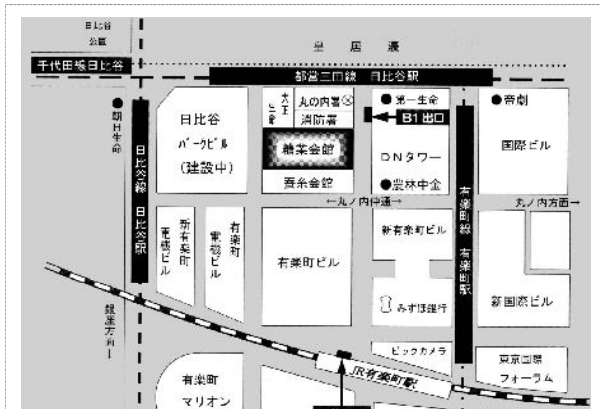 日比谷
公園
皇居濠
千代田線日比谷
都営三田線 日比谷駅
朝日生命
日比谷
パークビル
(建設中)
丸の内署
消防署
糖業会館
蚕糸会館
第一生命
B1出口
DNタワー
農林中金
帝劇
国際ビル
←丸ノ内仲通→
丸ノ内方面→
日比谷線 日比谷駅
新有楽町
電機ビル
有楽町
電機ビル
有楽町ビル
新有楽町ビル
みずほ銀行
有楽町線 有楽町駅
新国際ビル
銀座方面→
ビックカメラ
JR有楽町駅
東京国際
フォーラム
有楽町
マリオン